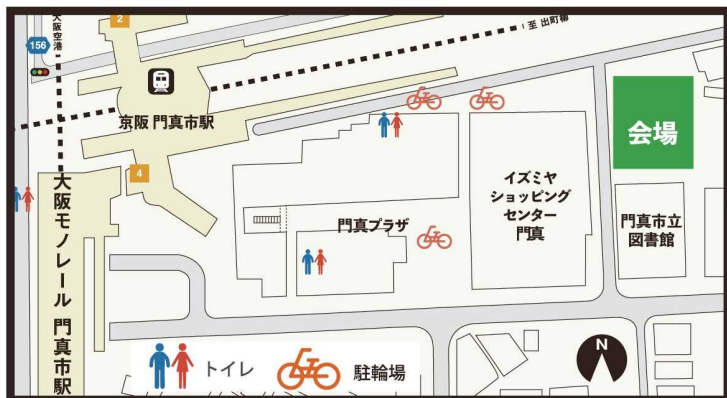 大阪空港
156
2
至 出町柳
京阪 門真市駅
4
大阪モノレール 門真市駅
門真プラザ
イズミヤ
ショッピング
センター
門真
会場
門真市立
図書館
トイレ
駐輪場
N